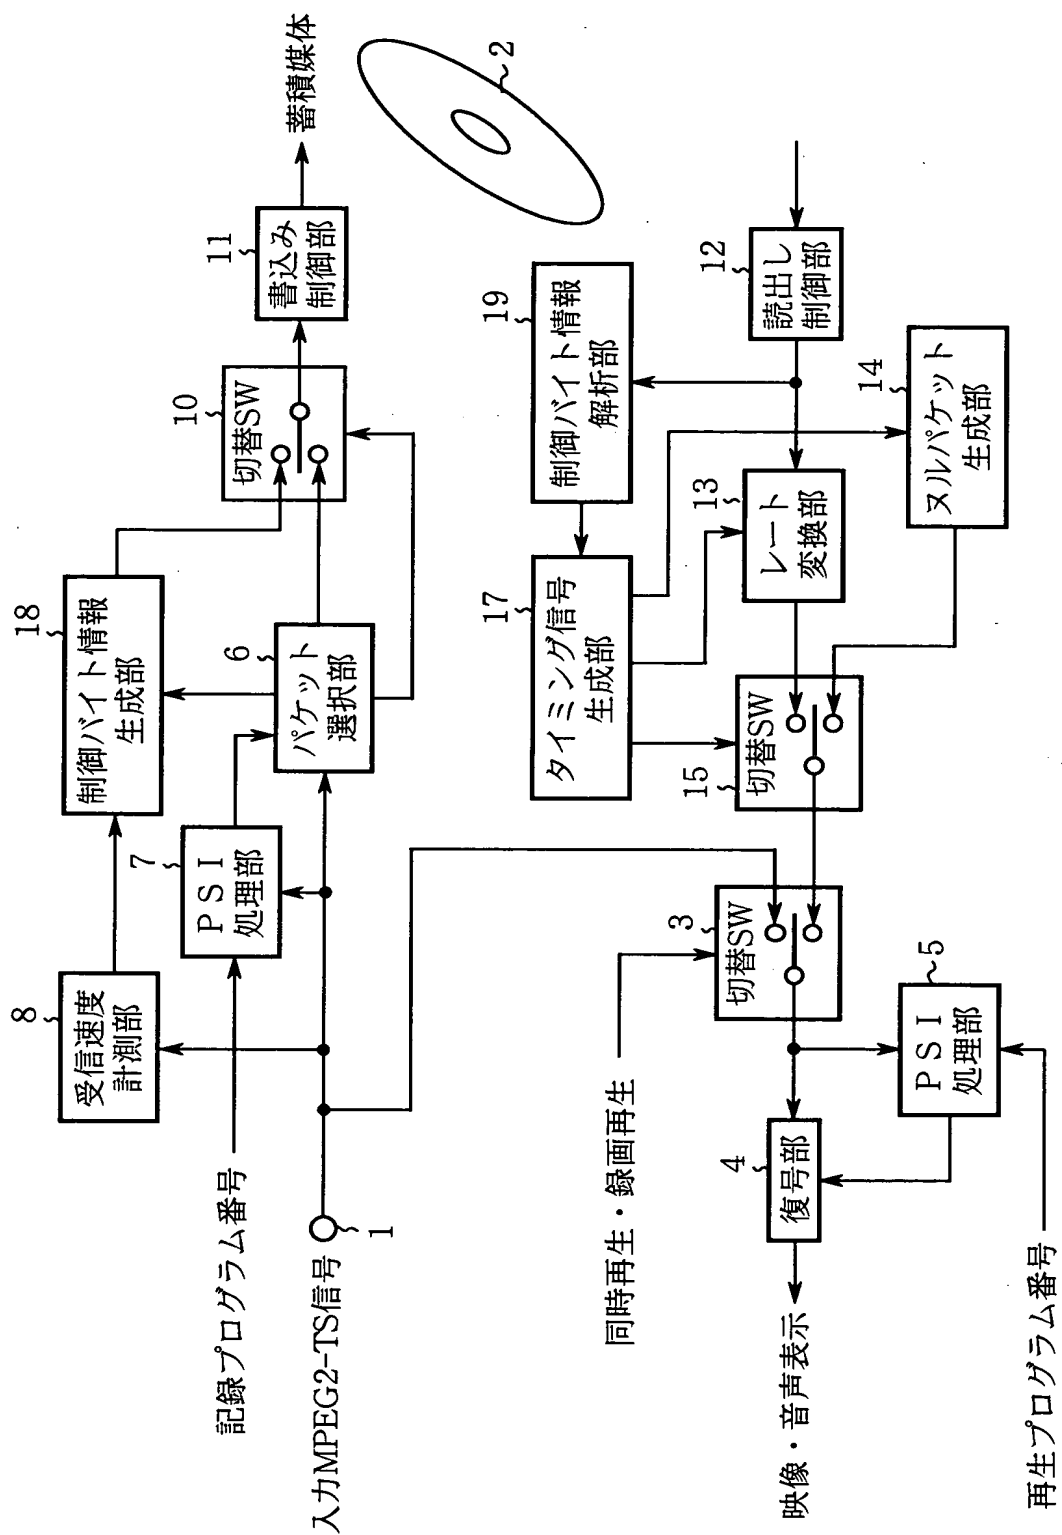 8
受信速度
計測部
18
制御バイト情報
生成部
10
切替SW
11
書込み
制御部
蓄積媒体
7
PSI
処理部
6
パケット
選択部
記録プログラム番号
入力MPEG2-TS信号
1
2
17
タイミング信号
生成部
19
制御バイト情報
解析部
同時再生・録画再生
3
切替SW
15
切替SW
13
レート
変換部
12
読出し
制御部
4
復号部
映像・音声表示
5
PSI
処理部
14
ヌルパケット
生成部
再生プログラム番号